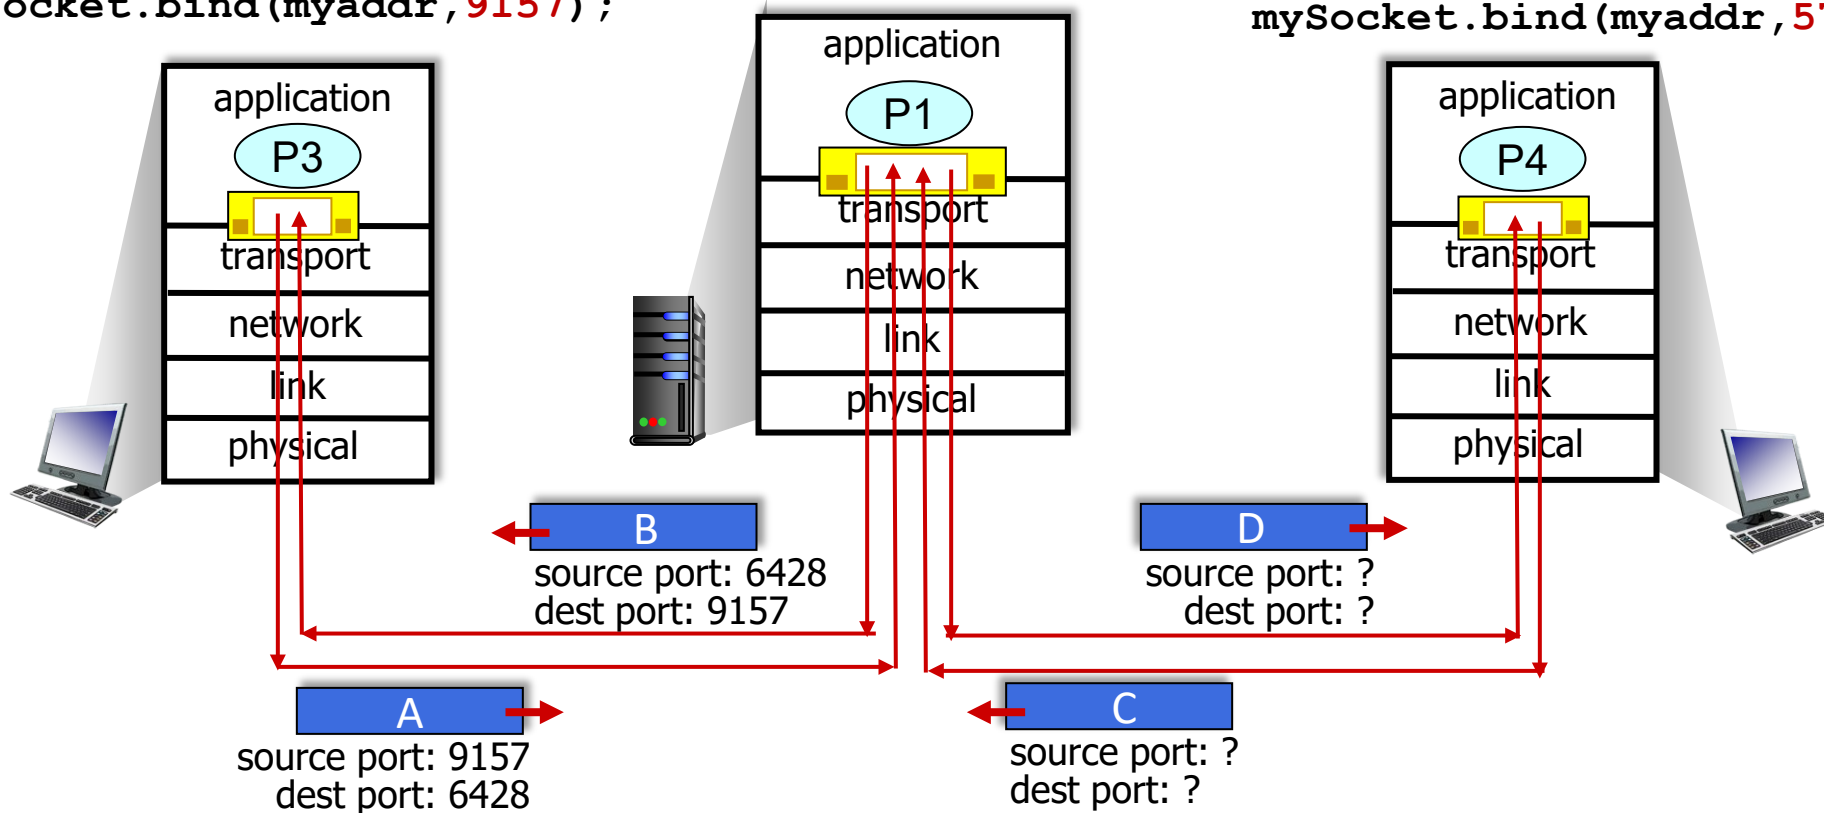 ocket.bind(myaddr,9157);
mySocket.bind(myaddr,57
application
P3
transport
network
link
physical
application
P1
transport
network
link
physical
application
P4
transport
network
link
physical
B
source port: 6428
dest port: 9157
D
source port: ?
dest port: ?
A
source port: 9157
dest port: 6428
C
source port: ?
dest port: ?